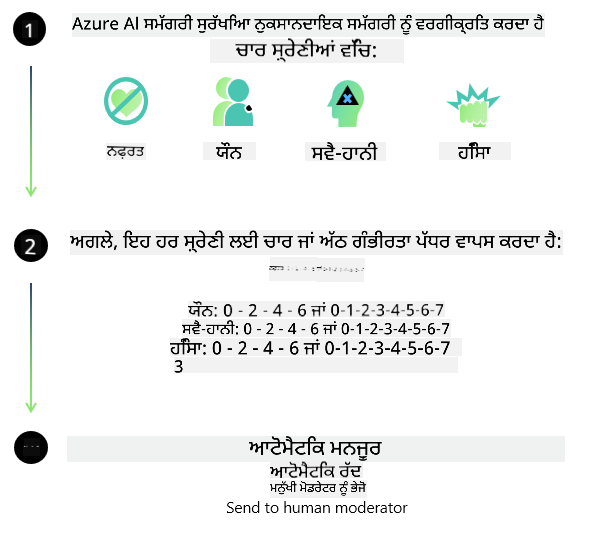 1
Azure AI ਸਮੱਗਰੀ ਸੁਰੱਖਿਆ ਨੁਕਸਾਨਦਾਇਕ ਸਮੱਗਰੀ ਨੂੰ ਵਰਗੀਕ੍ਰਿਤ ਕਰਦਾ ਹੈ
ਚਾਰ ਸ਼੍ਰੇਣੀਆਂ ਵਿੱਚ:
ਨਫ਼ਰਤ
ਯੌਨ
ਸਵੈ-ਹਾਨੀ
ਹਿੰਸਾ
2
ਅਗਲੇ, ਇਹ ਹਰ ਸ਼੍ਰੇਣੀ ਲਈ ਚਾਰ ਜਾਂ ਅੱਠ ਗੰਭੀਰਤਾ ਪੱਧਰ ਵਾਪਸ ਕਰਦਾ ਹੈ:
ਯੌਨ: 0 - 2 - 4 - 6 ਜਾਂ 0-1-2-3-4-5-6-7
ਸਵੈ-ਹਾਨੀ: 0 - 2 - 4 - 6 ਜਾਂ 0-1-2-3-4-5-6-7
ਹਿੰਸਾ: 0 - 2 - 4 - 6 ਜਾਂ 0-1-2-3-4-5-6-7
3
ਆਟੋਮੈਟਿਕ ਮਨਜ਼ੂਰ
ਆਟੋਮੈਟਿਕ ਰੱਦ
ਮਨੁੱਖੀ ਮੋਡਰੇਟਰ ਨੂੰ ਭੇਜੋ
Send to human moderator